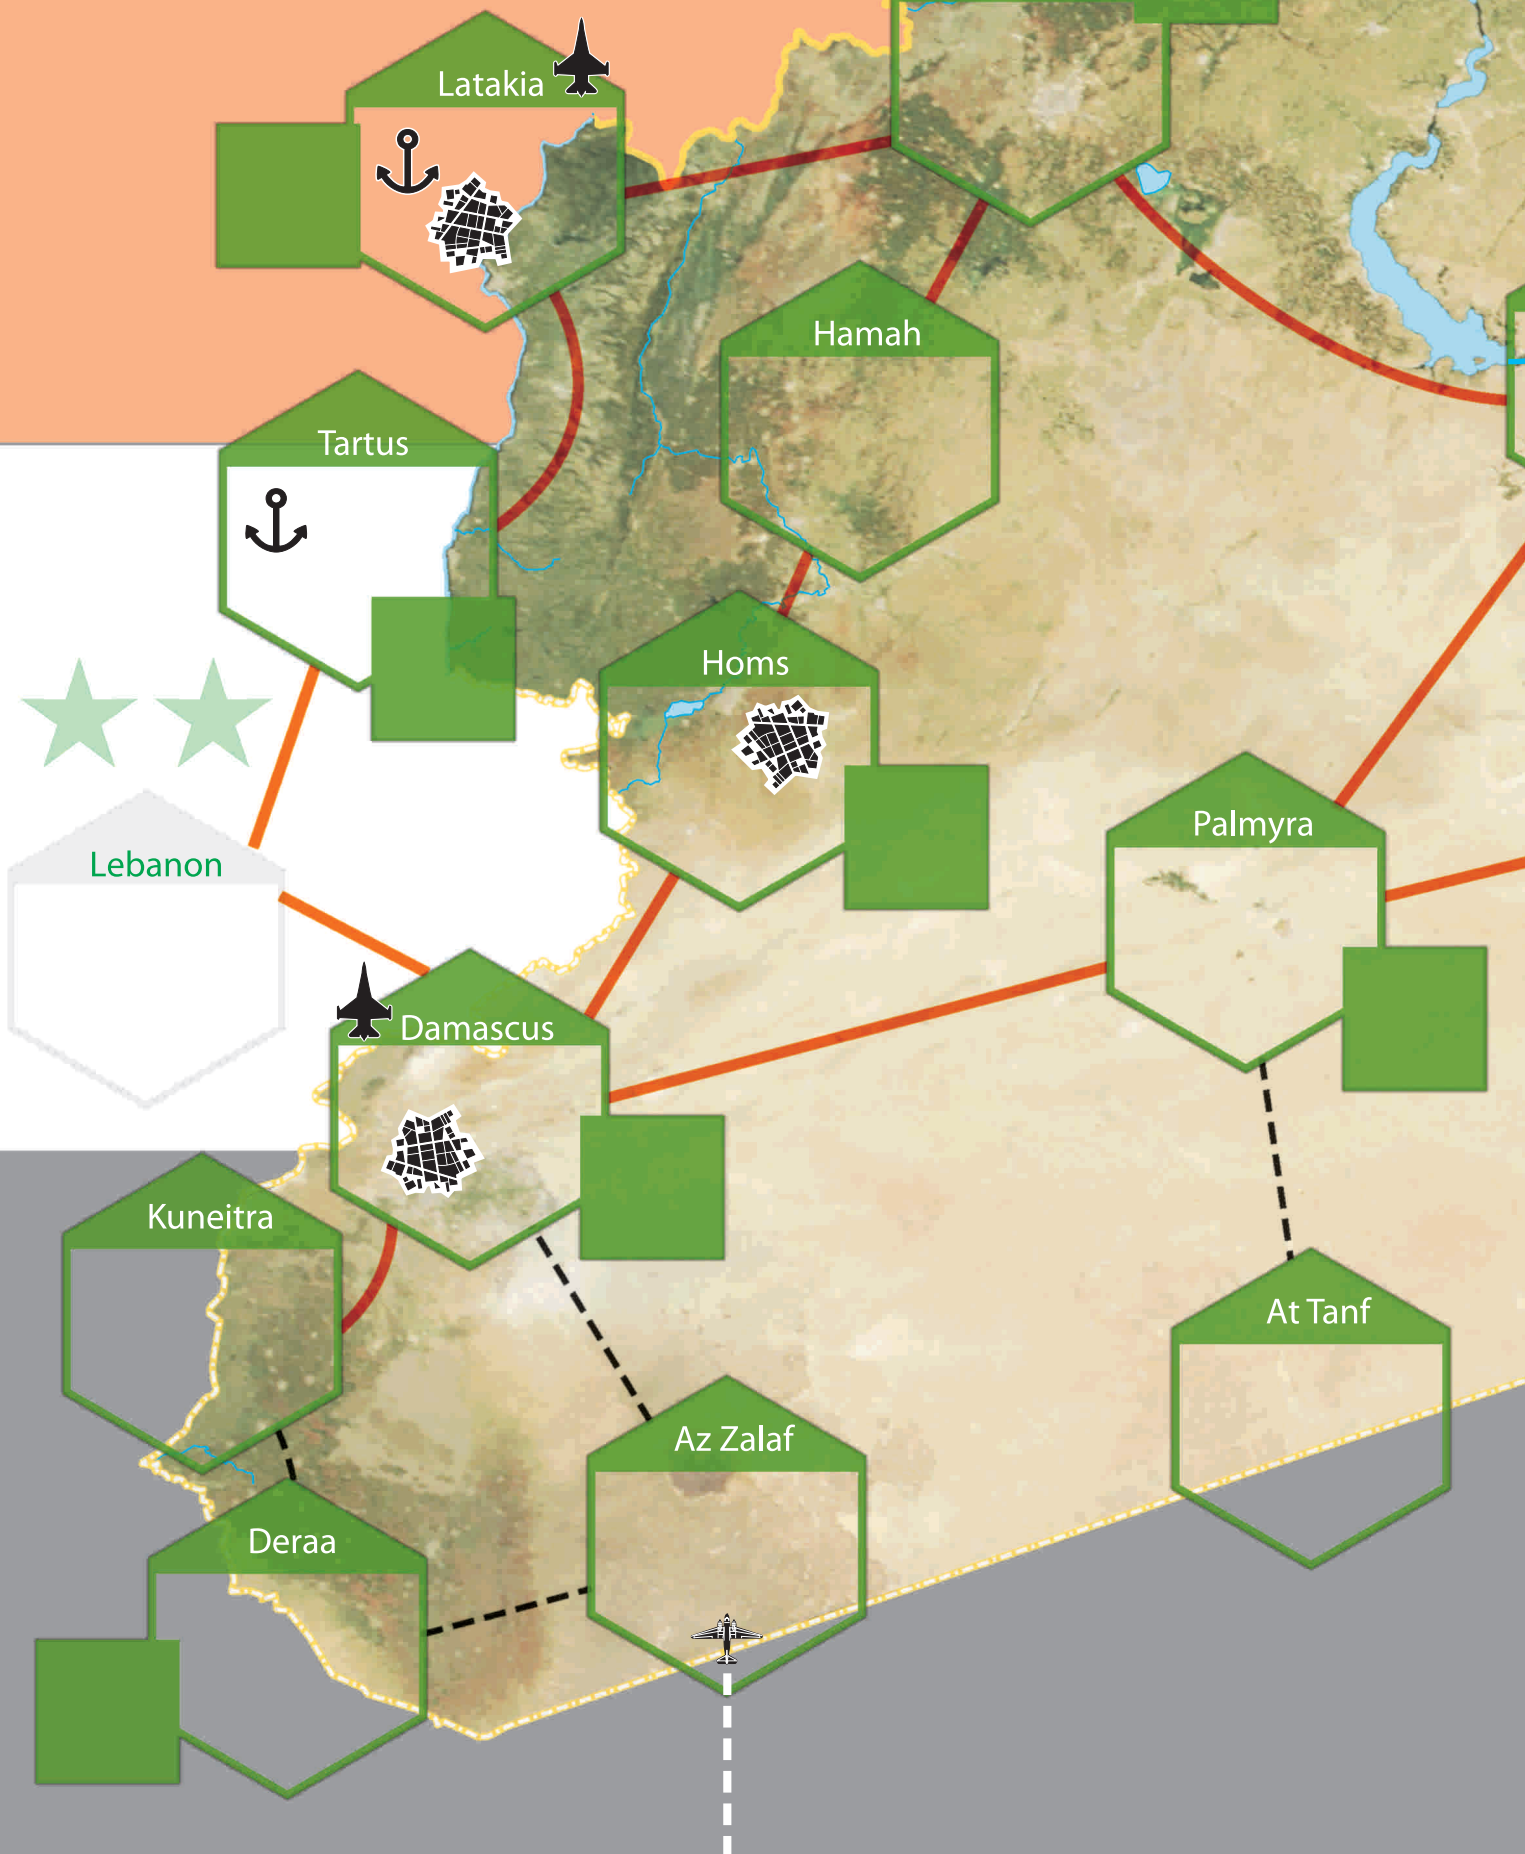 Latakia
Hamah
Tartus
Homs
Palmyra
Lebanon
Damascus
Kuneitra
At Tanf
Az Zalaf
Deraa